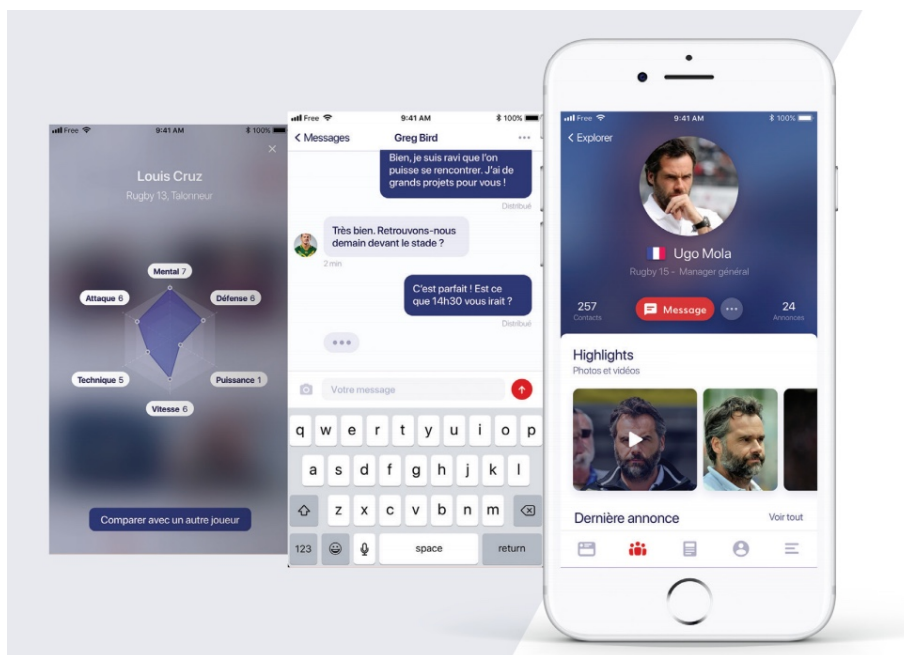 Free
9:41 AM
100%
Louis Cruz
Rugby 13, Talonneur
Mental 7
Attaque 6
Défense 6
Technique 5
Puissance 1
Vitesse 6
Comparer avec un autre joueur
Free
9:41 AM
100%
Messages
Greg Bird
Bien, je suis ravi que l'on
puisse se rencontrer. J'ai de
grands projets pour vous !
Distribué
Très bien. Retrouvons-nous
demain devant le stade ?
2 min
C'est parfait ! Est ce
que 14h30 vous irait ?
Distribué
Votre message
q w e r t y u i o p
a s d f g h j k l
z x c v b n m
123 space return
Free
9:41 AM
100%
Explorer
Ugo Mola
Rugby 15 - Manager général
257
Contacts
Message
24
Annonces
Highlights
Photos et vidéos
Dernière annonce
Voir tout